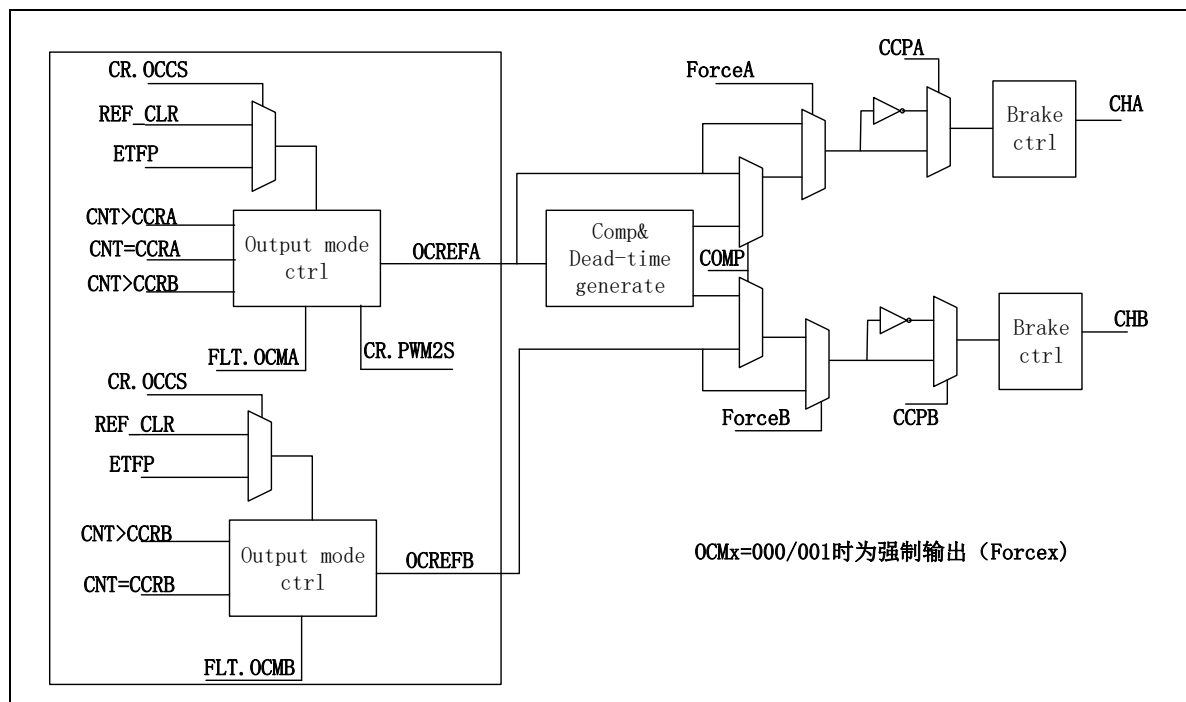 CR.OCCS
REF_CLR
ETFP
CNT>CCRA
CNT=CCRA
CNT>CCRB
Output mode
ctrl
OCREFA
FLT.OCMA
CR.PWM2S
CR.OCCS
REF_CLR
ETFP
CNT>CCRB
CNT=CCRB
Output mode
ctrl
OCREFB
FLT.OCMB
Comp&
Dead-time
generate
ForceA
COMP
ForceB
CCPA
Brake
ctrl
CHA
CCPB
Brake
ctrl
CHB
OCMx=000/001时为强制输出（Forcex)